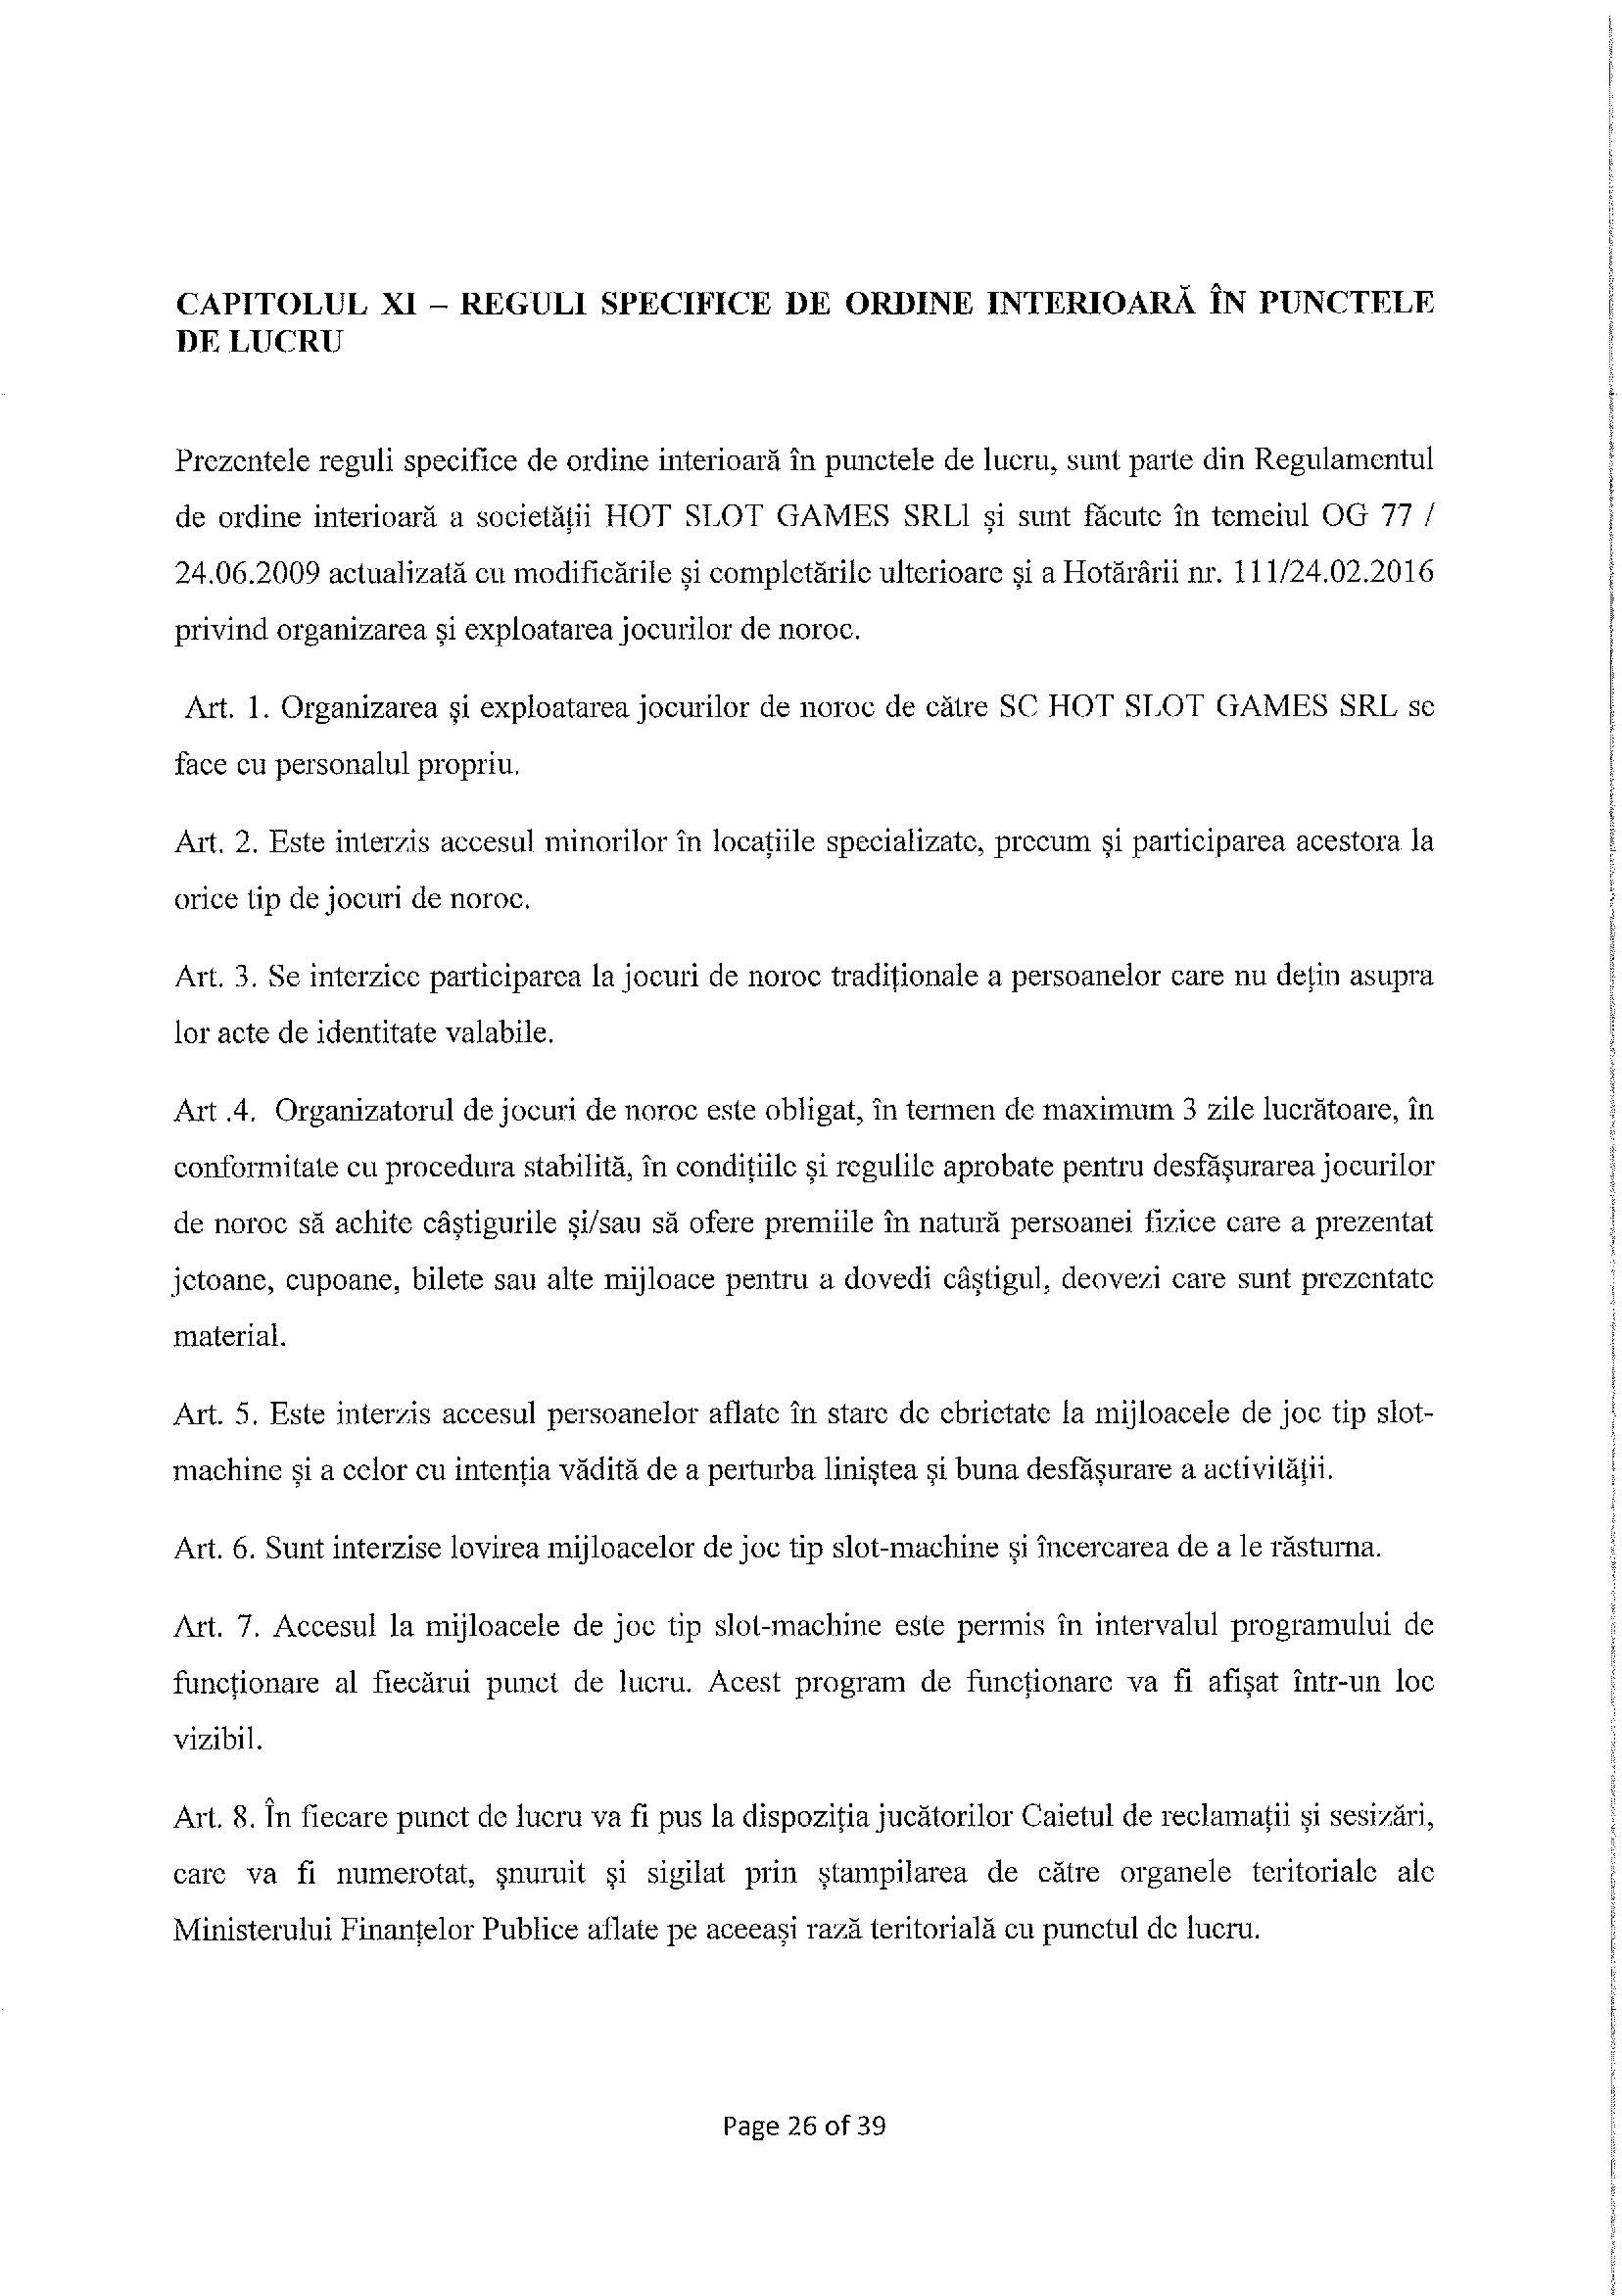 CAPITOLUL XI – REGULI SPECIFICE DE ORDINE INTERIOARĂ ÎN PUNCTELE
DE LUCRU
Prezentele reguli specifice de ordine interioară în punctele de lucru, sunt parte din Regulamentul
de ordine interioară a societății HOT SLOT GAMES SRLl și sunt făcute în temeiul OG 77 /
24.06.2009 actualizată cu modificările și completările ulterioare și a Hotărârii nr. 111/24.02.2016
privind organizarea și exploatarea jocurilor de noroc.
Art. 1. Organizarea și exploatarea jocurilor de noroc de către SC HOT SLOT GAMES SRL se
face cu personalul propriu.
Art. 2. Este interzis accesul minorilor în locațiile specializate, precum și participarea acestora la
orice tip de jocuri de noroc.
Art. 3. Se interzice participarea la jocuri de noroc tradiționale a persoanelor care nu dețin asupra
lor acte de identitate valabile.
Art .4. Organizatorul de jocuri de noroc este obligat, în termen de maximum 3 zile lucrătoare, în
conformitate cu procedura stabilită, în condițiile și regulile aprobate pentru desfășurarea jocurilor
de noroc să achite câștigurile și/sau să ofere premiile în natură persoanei fizice care a prezentat
jetoane, cupoane, bilete sau alte mijloace pentru a dovedi câștigul, deovezi care sunt prezentate
material.
Art. 5. Este interzis accesul persoanelor aflate în stare de ebrietate la mijloacele de joc tip slot-
machine și a celor cu intenția vădită de a perturba liniștea și buna desfășurare a activității.
Art. 6. Sunt interzise lovirea mijloacelor de joc tip slot-machine și încercarea de a le răsturna.
Art. 7. Accesul la mijloacele de joc tip slot-machine este permis în intervalul programului de
funcționare al fiecărui punct de lucru. Acest program de funcționare va fi afișat într-un loc
vizibil.
Art. 8. În fiecare punct de lucru va fi pus la dispoziția jucătorilor Caietul de reclamații și sesizări,
care va fi numerotat, șnuruit și sigilat prin ștampilarea de către organele teritoriale ale
Ministerului Finanțelor Publice aflate pe aceeași rază teritorială cu punctul de lucru.
Page 26 of 39